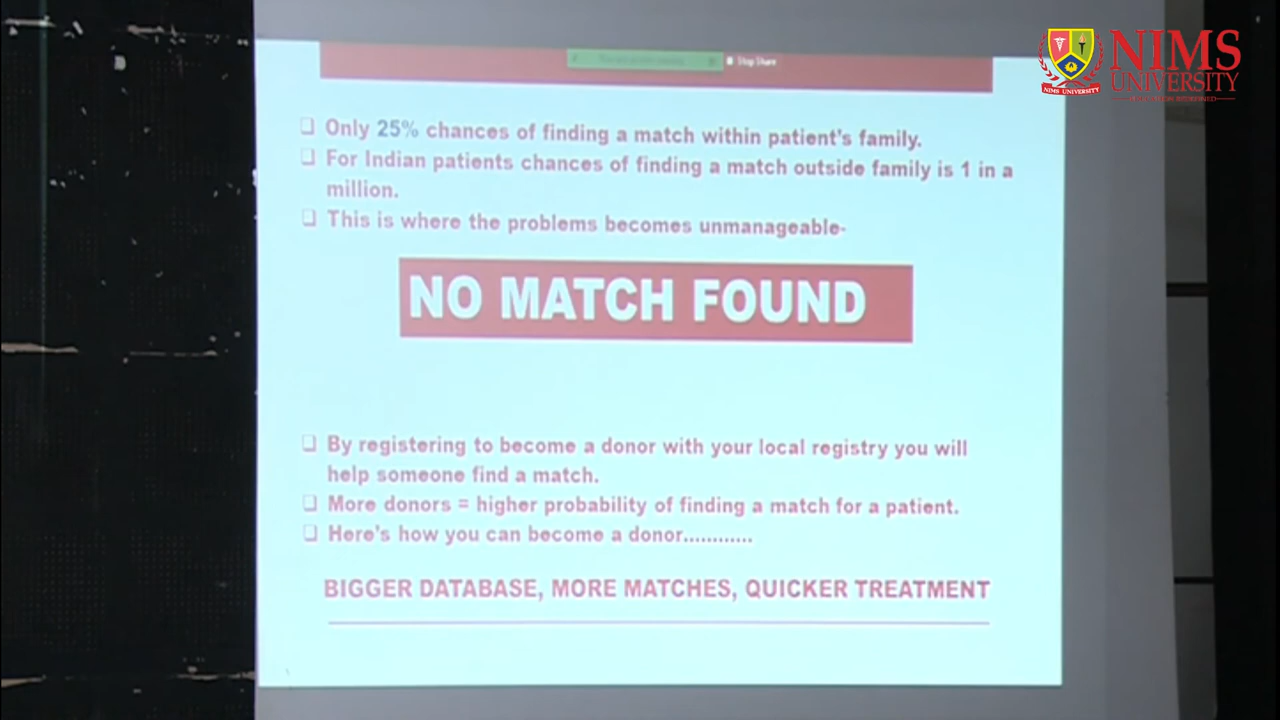 NIMS
UNIVERSITY
NIMS UNIVERSITY
Stop Share
❑ Only 25% chances of finding a match within patient's family.
❑ For Indian patients chances of finding a match outside family is 1 in a
million.
❑ This is where the problems becomes unmanageable-
NO MATCH FOUND
❑ By registering to become a donor with your local registry you will
help someone find a match.
❑ More donors = higher probability of finding a match for a patient.
❑ Here's how you can become a donor............
BIGGER DATABASE, MORE MATCHES, QUICKER TREATMENT